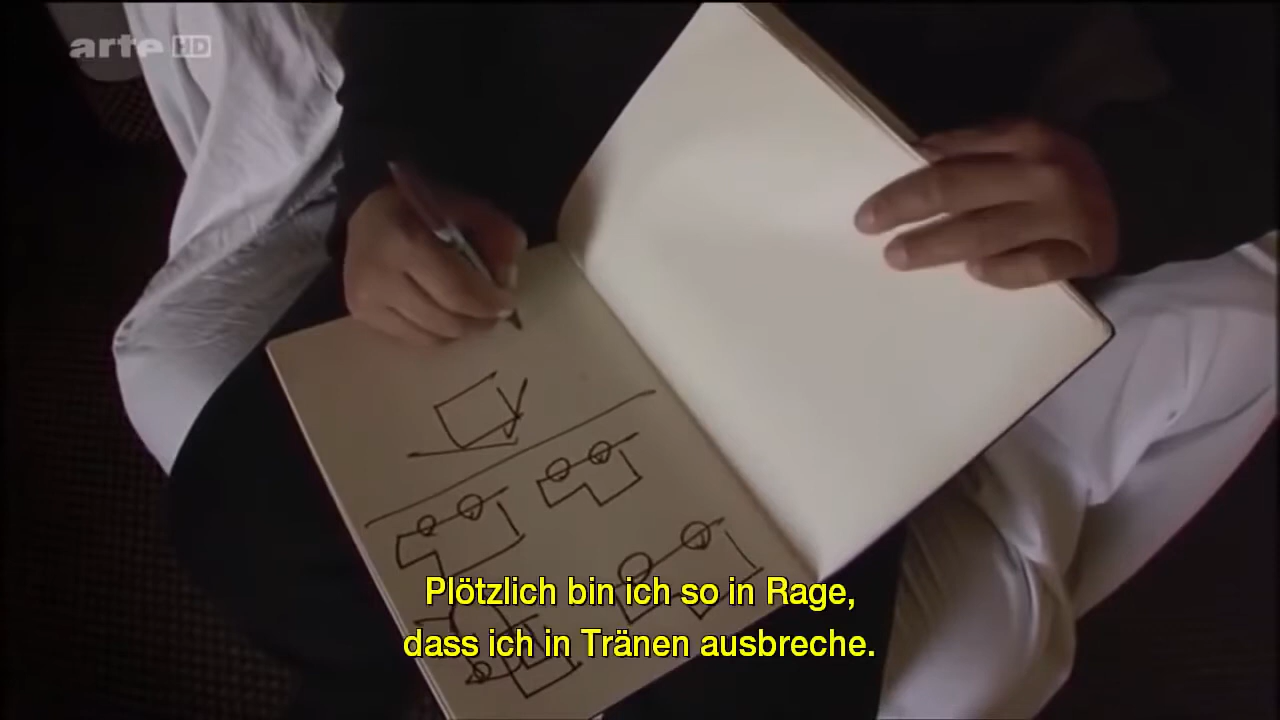 arte HD
Plötzlich bin ich so in Rage,
dass ich in Tränen ausbreche.